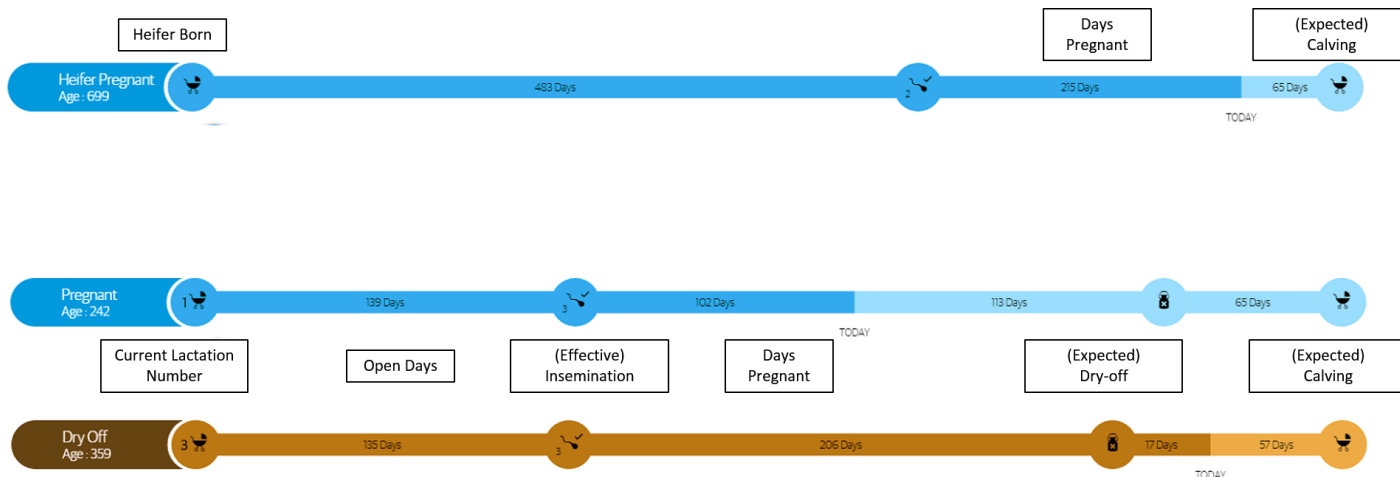 Heifer Born
Days
Pregnant
(Expected)
Calving
Heifer Pregnant
Age : 699
483 Days
2
215 Days
65 Days
TODAY
Pregnant
Age : 242
1
139 Days
3
102 Days
113 Days
65 Days
TODAY
Current Lactation
Number
Open Days
(Effective)
Insemination
Days
Pregnant
(Expected)
Dry-off
(Expected)
Calving
Dry Off
Age : 359
3
135 Days
3
206 Days
17 Days
57 Days
TODAY